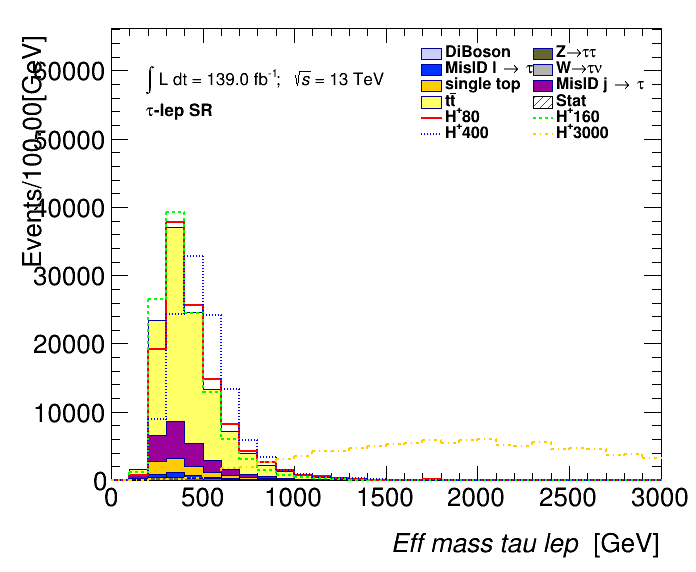 Events/100.00[GeV]
60000
50000
40000
30000
20000
10000
0
∫ L dt = 139.0 fb⁻¹; √s = 13 TeV
τ-lep SR
DiBoson Z→ττ
MisID l → τ W→τν
single top MisID j → τ
tt̄ Stat
H⁺80 H⁺160
H⁺400 H⁺3000
0 500 1000 1500 2000 2500 3000
Eff mass tau lep [GeV]